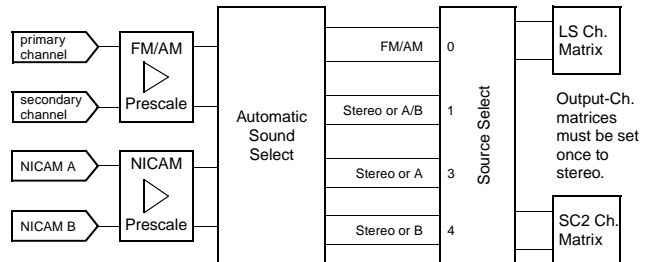 primary
channel
secondary
channel
NICAM A
NICAM B
FM/AM
Prescale
NICAM
Prescale
Automatic
Sound
Select
FM/AM
Stereo or A/B
Stereo or A
Stereo or B
0
1
3
4
Source Select
LS Ch.
Matrix
Output-Ch.
matrices
must be set
once to
stereo.
SC2 Ch.
Matrix